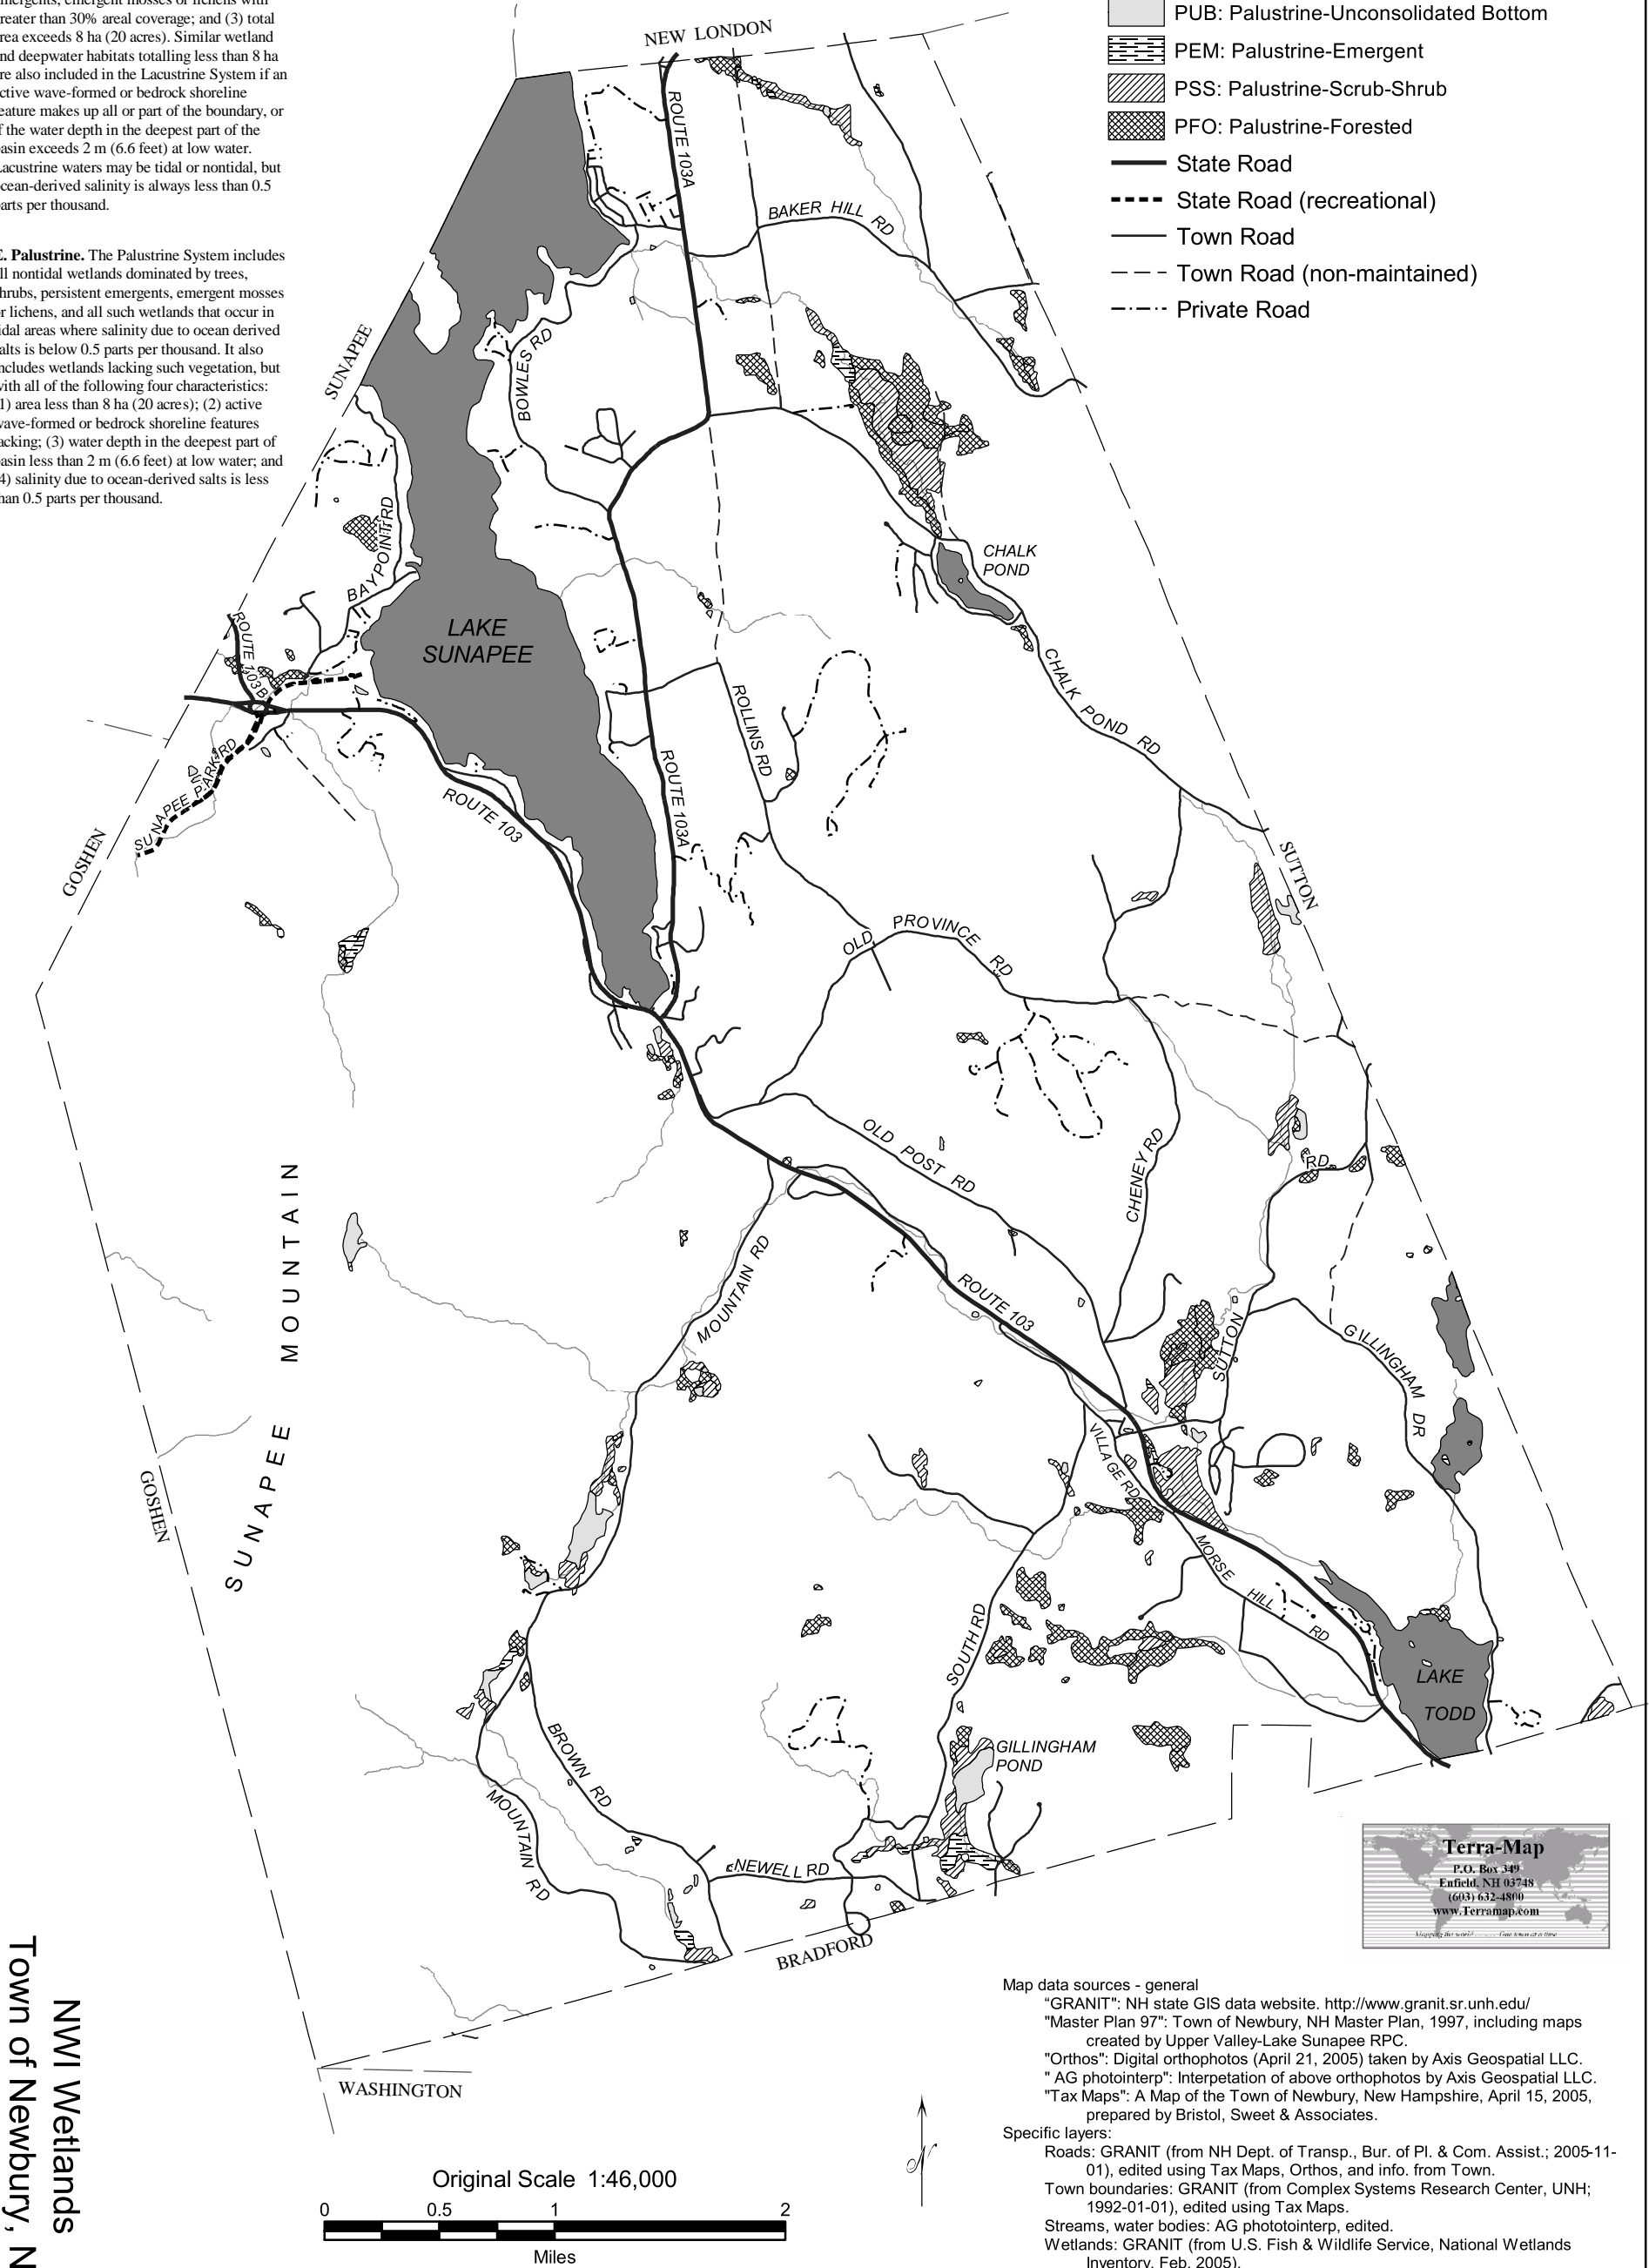 greater than 30% areal coverage; and (3) total
area exceeds 8 ha (20 acres). Similar wetland
and deepwater habitats totalling less than 8 ha
are also included in the Lacustrine System if an
active wave-formed or bedrock shoreline
feature makes up all or part of the boundary, or
if the water depth in the deepest part of the
basin exceeds 2 m (6.6 feet) at low water.
Lacustrine waters may be tidal or nontidal, but
ocean-derived salinity is always less than 0.5
parts per thousand.
E. Palustrine. The Palustrine System includes
all nontidal wetlands dominated by trees,
shrubs, persistent emergents, emergent mosses
or lichens, and all such wetlands that occur in
tidal areas where salinity due to ocean derived
salts is below 0.5 parts per thousand. It also
includes wetlands lacking such vegetation, but
with all of the following four characteristics:
(1) area less than 8 ha (20 acres); (2) active
wave-formed or bedrock shoreline features
lacking; (3) water depth in the deepest part of
basin less than 2 m (6.6 feet) at low water; and
(4) salinity due to ocean-derived salts is less
than 0.5 parts per thousand.
PUB: Palustrine-Unconsolidated Bottom
PEM: Palustrine-Emergent
PSS: Palustrine-Scrub-Shrub
PFO: Palustrine-Forested
State Road
State Road (recreational)
Town Road
Town Road (non-maintained)
Private Road
NEW LONDON
ROUTE 103A
BAKER HILL RD
SUNAPEE
BOWLES RD
BAYPOINT RD
CHALK
POND
LAKE
SUNAPEE
ROUTE 103B
CHALK POND RD
ROLLINS RD
SUNAPEE PARK RD
ROUTE 103
ROUTE 103A
GOSHEN
SUTTON
OLD PROVINCE RD
OLD POST RD
CHENEY RD
RD
SUNAPEE MOUNTAIN
MOUNTAIN RD
ROUTE 103
SUTTON
GILLINGHAM DR
VILLAGE RD
GOSHEN
MORSE HILL RD
SOUTH RD
LAKE
TODD
BROWN RD
GILLINGHAM
POND
MOUNTAIN RD
NEWELL RD
BRADFORD
WASHINGTON
Terra-Map
P.O. Box 349
Enfield, NH 03748
(603) 632-4800
www.Terramap.com
Mapping the world ........ One town at a time
NWI Wetlands
Town of Newbury, N
Original Scale 1:46,000
0 0.5 1 2
Miles
N
Map data sources - general
“GRANIT": NH state GIS data website. http://www.granit.sr.unh.edu/
"Master Plan 97": Town of Newbury, NH Master Plan, 1997, including maps
created by Upper Valley-Lake Sunapee RPC.
"Orthos": Digital orthophotos (April 21, 2005) taken by Axis Geospatial LLC.
" AG photointerp": Interpetation of above orthophotos by Axis Geospatial LLC.
"Tax Maps": A Map of the Town of Newbury, New Hampshire, April 15, 2005,
prepared by Bristol, Sweet & Associates.
Specific layers:
Roads: GRANIT (from NH Dept. of Transp., Bur. of Pl. & Com. Assist.; 2005-11-
01), edited using Tax Maps, Orthos, and info. from Town.
Town boundaries: GRANIT (from Complex Systems Research Center, UNH;
1992-01-01), edited using Tax Maps.
Streams, water bodies: AG phototointerp, edited.
Wetlands: GRANIT (from U.S. Fish & Wildlife Service, National Wetlands
Inventory, Feb. 2005).